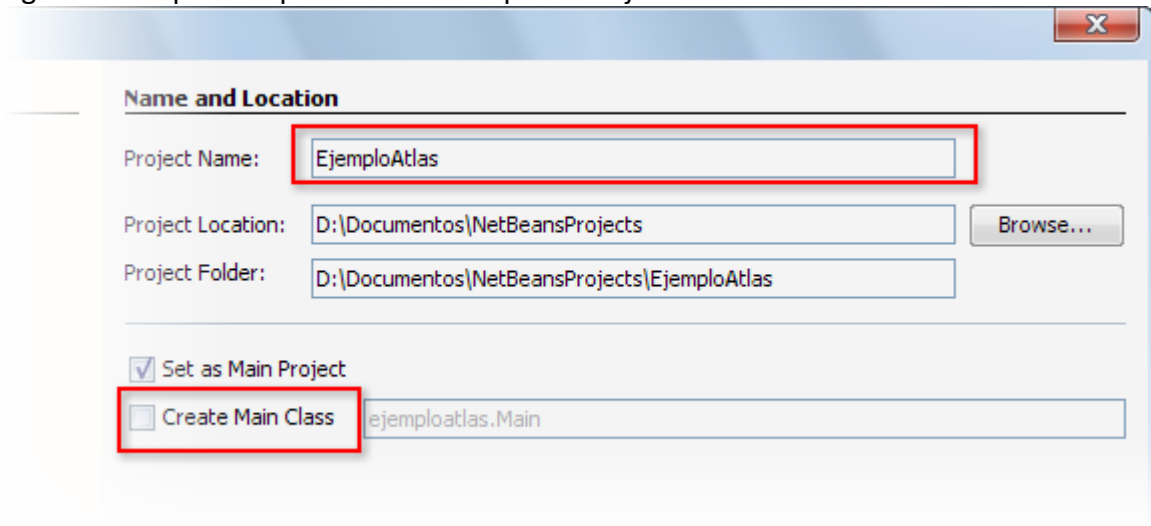 Name and Location
Project Name: EjemploAtlas
Project Location: D:\Documentos\NetBeansProjects Browse...
Project Folder: D:\Documentos\NetBeansProjects\EjemploAtlas
Set as Main Project
Create Main Class ejemploatlas.Main